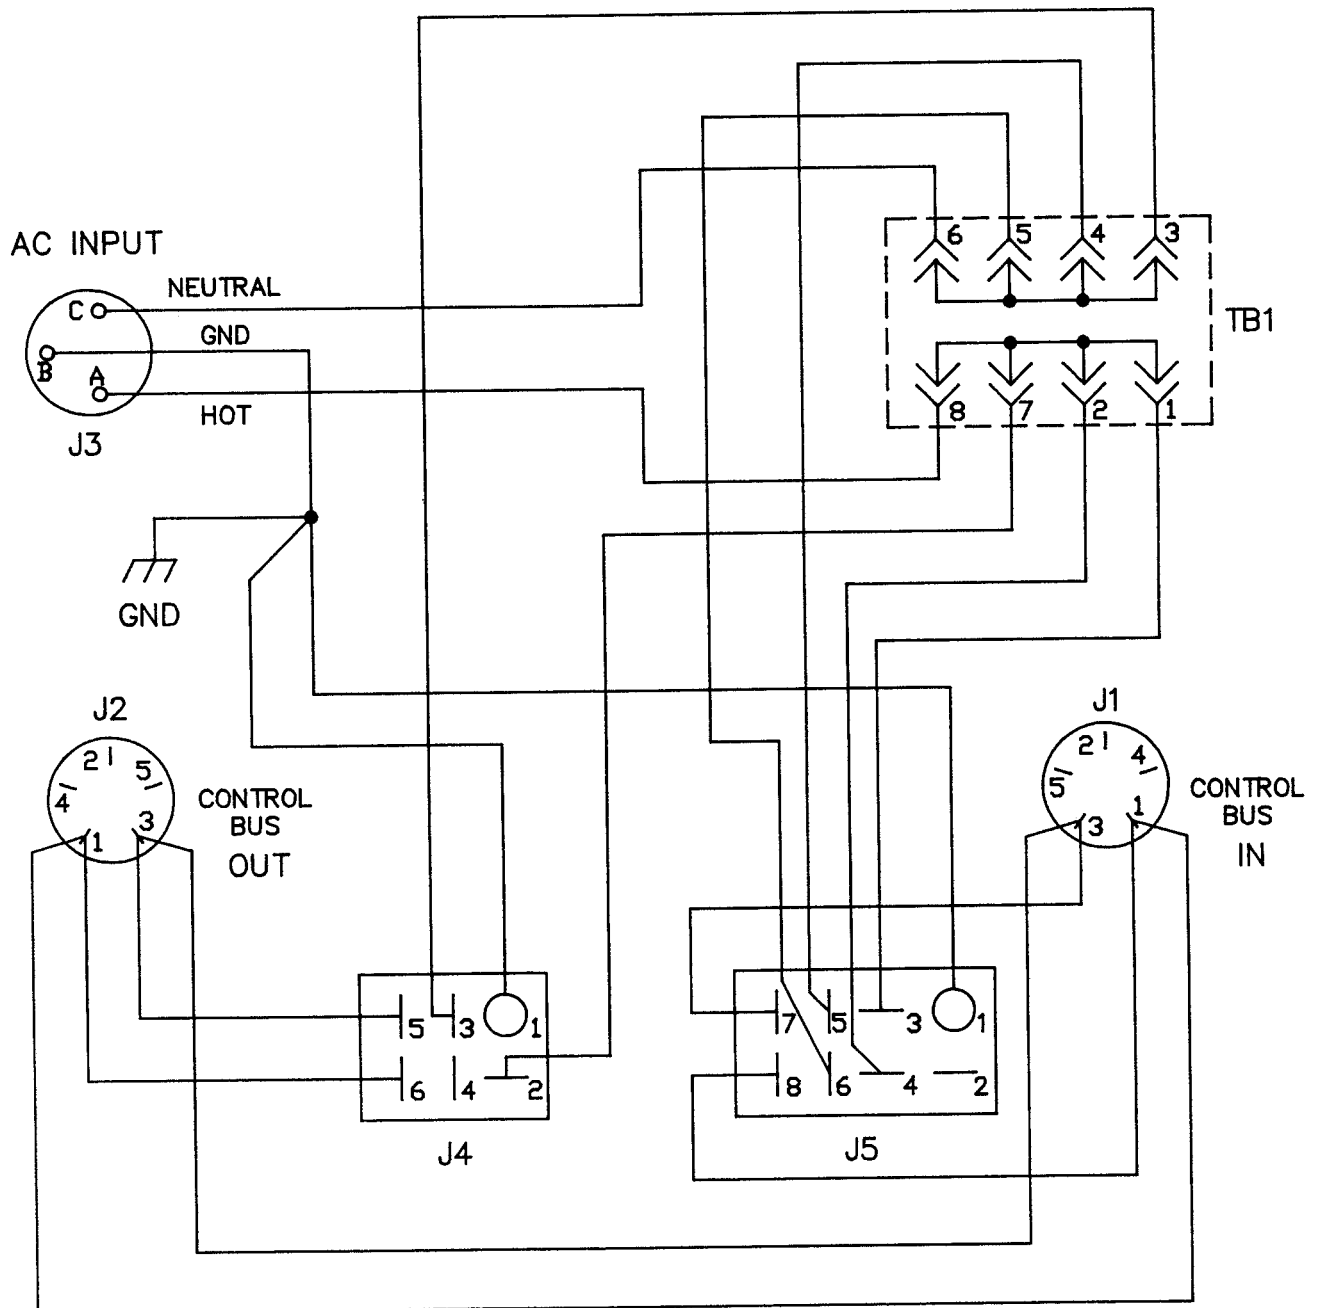 6 5 4 3
AC INPUT
C NEUTRAL
GND
B A
HOT
J3
TB1
8 7 2 1
GND
J2
2 5
4
1 3
CONTROL
BUS
OUT
J1
2 4
5
3 1
CONTROL
BUS
IN
5 3 1
6 4 2
J4
7 5 3 1
8 6 4 2
J5